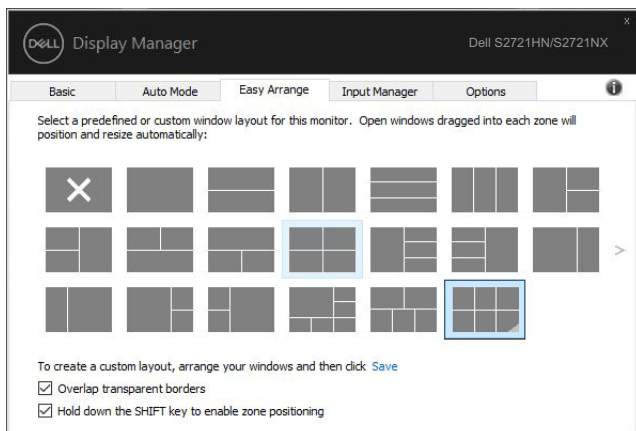 DELL Display Manager Dell S2721HN/S2721NX x
Basic Auto Mode Easy Arrange Input Manager Options i
Select a predefined or custom window layout for this monitor. Open windows dragged into each zone will
position and resize automatically:
>
To create a custom layout, arrange your windows and then click Save
Overlap transparent borders
Hold down the SHIFT key to enable zone positioning